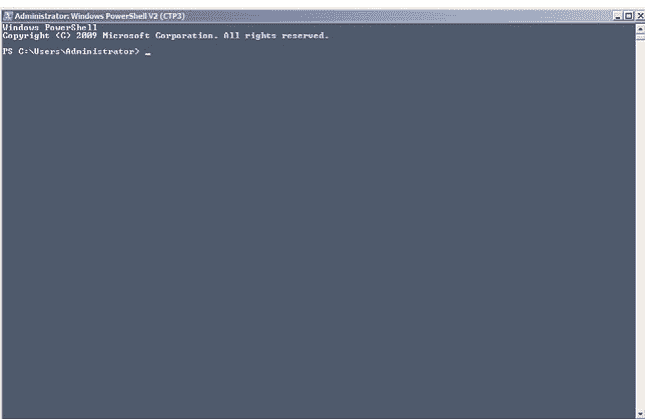 Administrator: Windows PowerShell V2 (CTP3)
Windows PowerShell
Copyright (C) 2009 Microsoft Corporation. All rights reserved.
PS C:\Users\Administrator> _